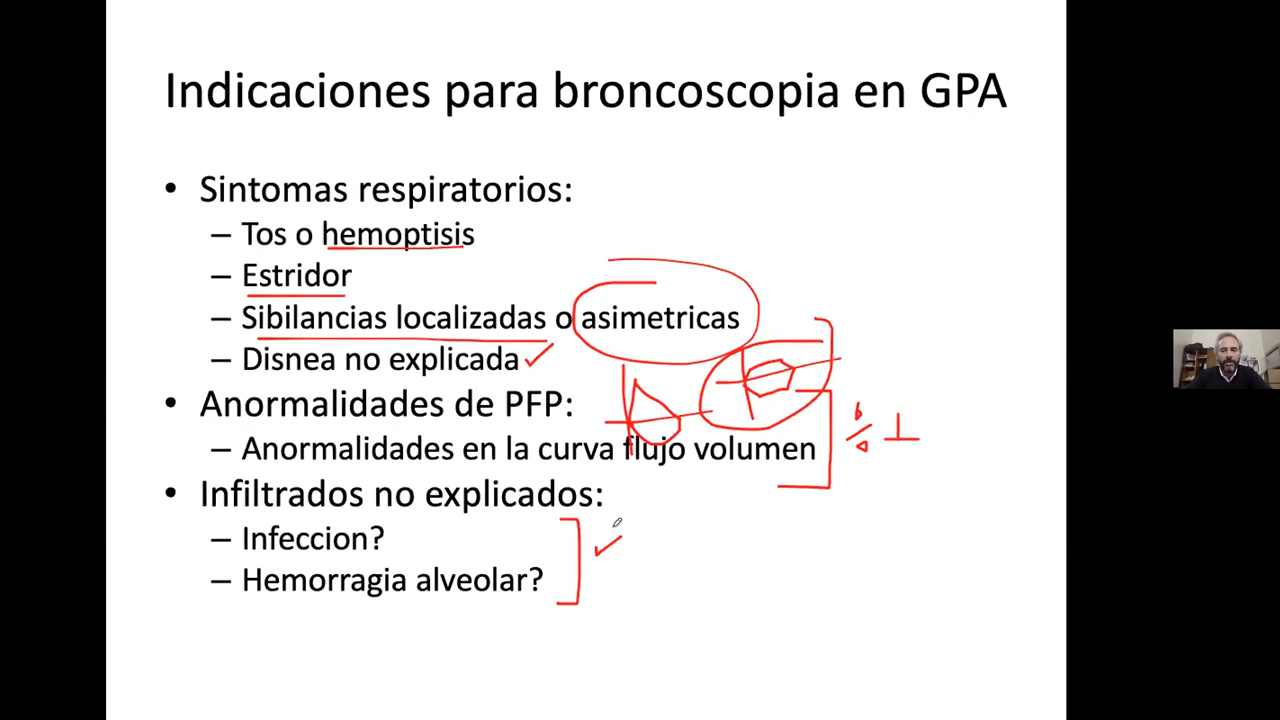 Indicaciones para broncoscopia en GPA
• Sintomas respiratorios:
– Tos o hemoptisis
– Estridor
– Sibilancias localizadas o asimetricas
– Disnea no explicada
• Anormalidades de PFP:
– Anormalidades en la curva flujo volumen
• Infiltrados no explicados:
– Infeccion?
– Hemorragia alveolar?